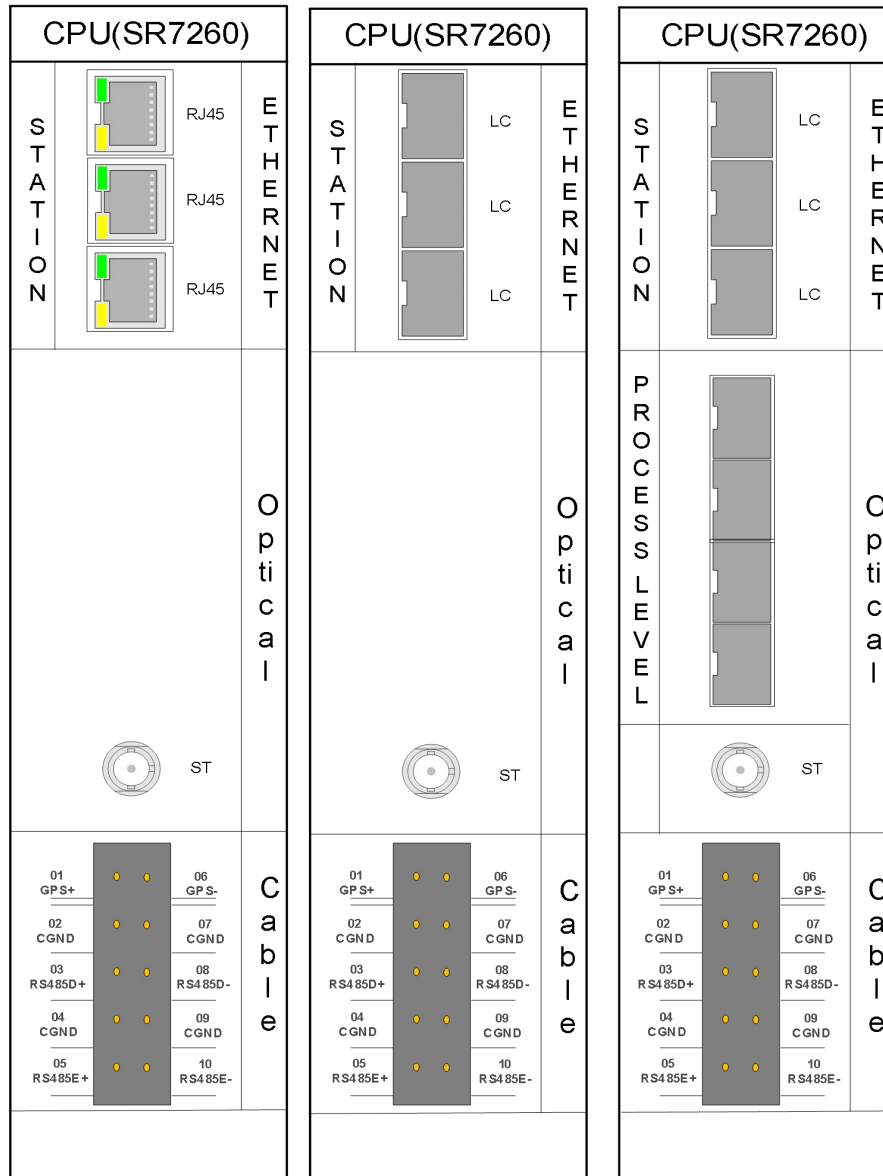 CPU(SR7260)
STATION
RJ45
RJ45
RJ45
ETHERNET
Optical
ST
01
GPS+
06
GPS-
02
CGND
07
CGND
03
RS485D+
08
RS485D-
04
CGND
09
CGND
05
RS485E+
10
RS485E-
Cable
CPU(SR7260)
STATION
LC
LC
LC
ETHERNET
Optical
ST
01
GPS+
06
GPS-
02
CGND
07
CGND
03
RS485D+
08
RS485D-
04
CGND
09
CGND
05
RS485E+
10
RS485E-
Cable
CPU(SR7260)
STATION
LC
LC
LC
ETHERNET
PROCESS LEVEL
Optical
ST
01
GPS+
06
GPS-
02
CGND
07
CGND
03
RS485D+
08
RS485D-
04
CGND
09
CGND
05
RS485E+
10
RS485E-
Cable